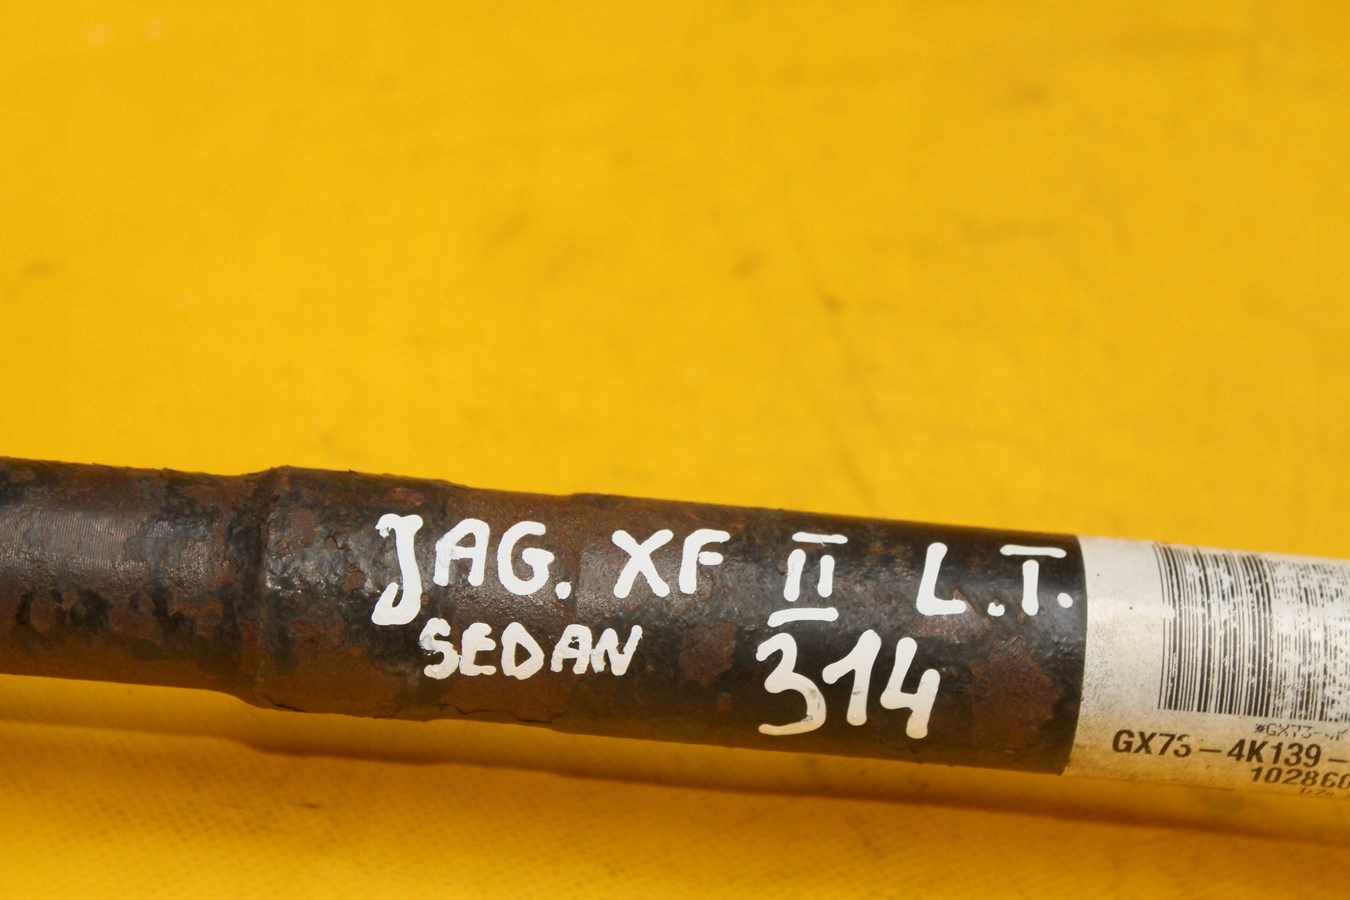 JAG. XF II L.T.
SEDAN 314
GX73-4K139-
102860